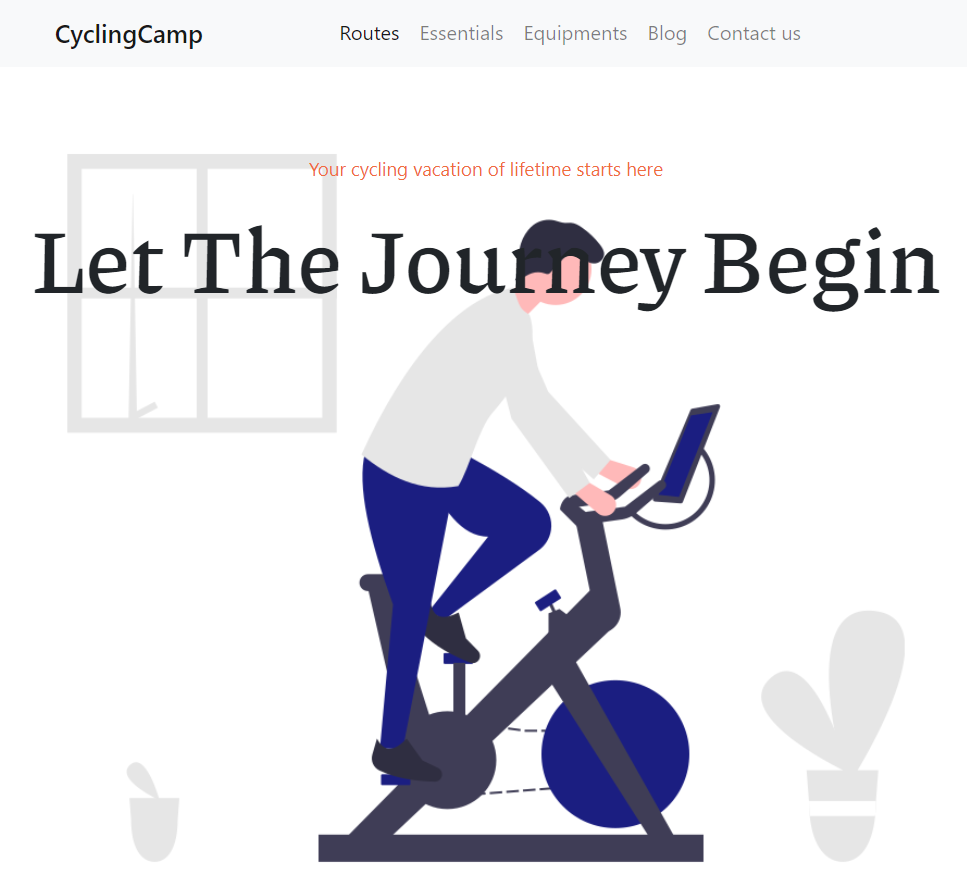 CyclingCamp Routes Essentials Equipments Blog Contact us
Your cycling vacation of lifetime starts here
Let The Journey Begin